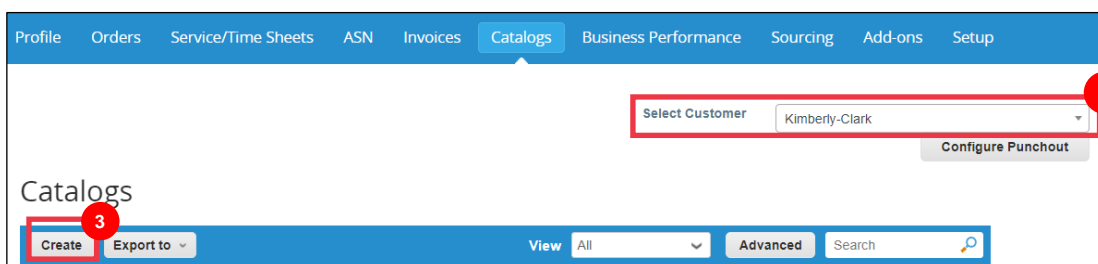 Profile Orders Service/Time Sheets ASN Invoices Catalogs Business Performance Sourcing Add-ons Setup
Select Customer Kimberly-Clark
Configure Punchout
Catalogs
3
Create Export to View All Advanced Search